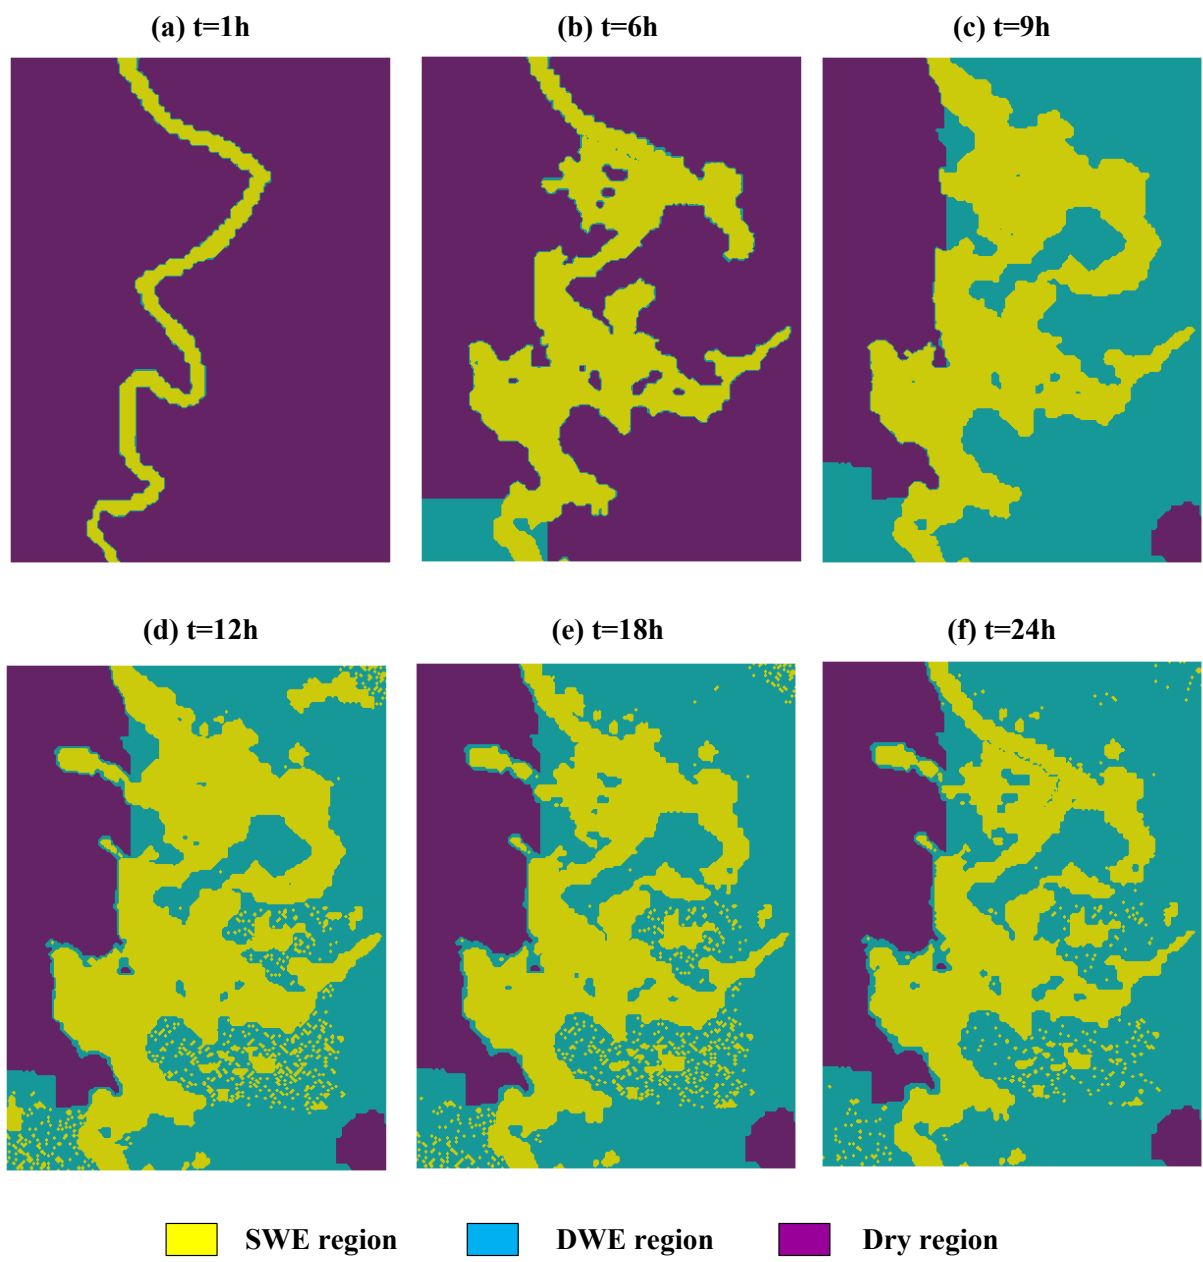 (a) t=1h
(b) t=6h
(c) t=9h
(d) t=12h
(e) t=18h
(f) t=24h
SWE region
DWE region
Dry region